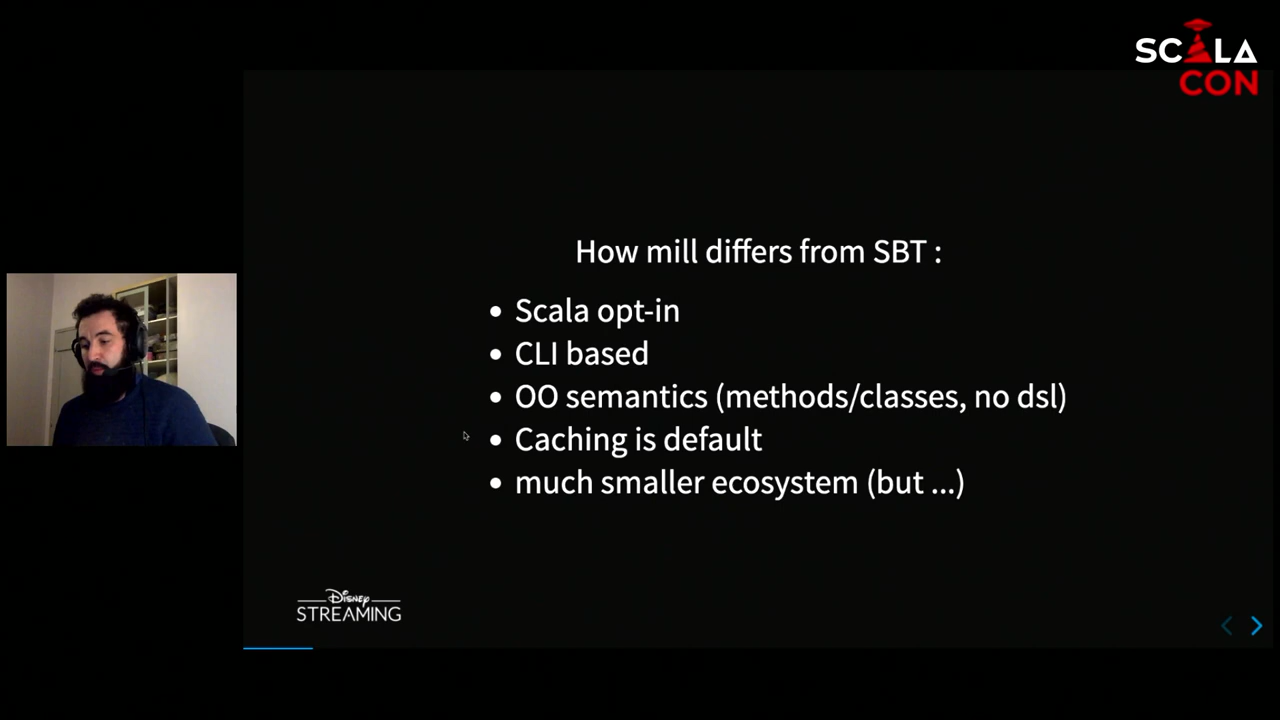 SCALA
CON
How mill differs from SBT :
• Scala opt-in
• CLI based
• OO semantics (methods/classes, no dsl)
• Caching is default
• much smaller ecosystem (but ...)
Disney
STREAMING